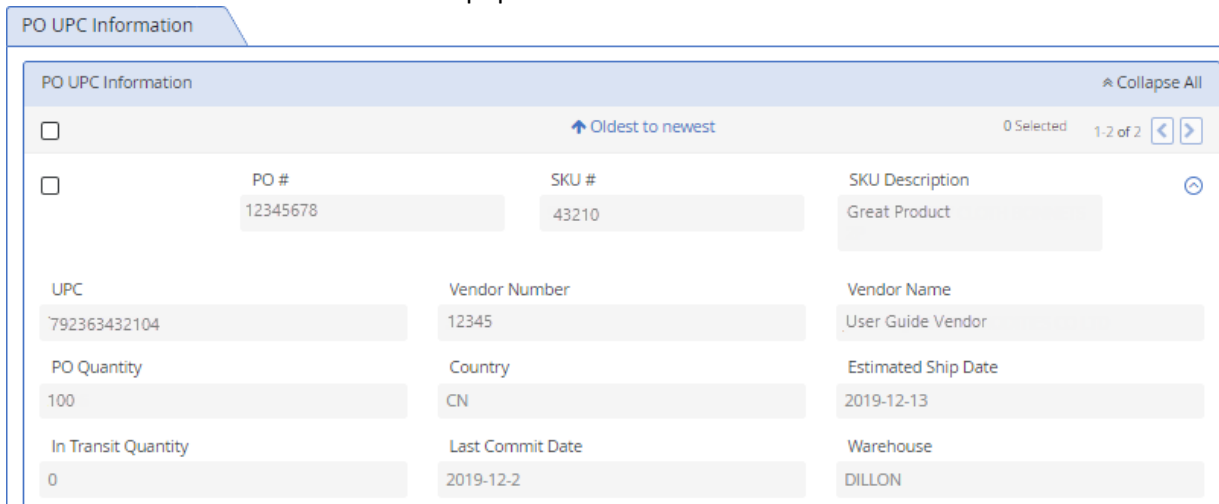 PO UPC Information
PO UPC Information Collapse All
Oldest to newest 0 Selected 1-2 of 2
PO # SKU # SKU Description
12345678 43210 Great Product
UPC Vendor Number Vendor Name
792363432104 12345 User Guide Vendor
PO Quantity Country Estimated Ship Date
100 CN 2019-12-13
In Transit Quantity Last Commit Date Warehouse
0 2019-12-2 DILLON